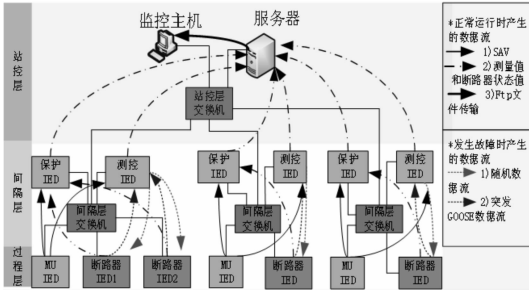 监控主机
服务器
站控层
站控层
交换机
间隔层
保护
IED
测控
IED
保护
IED
测控
IED
保护
IED
测控
IED
间隔层
交换机
间隔层
交换机
间隔层
交换机
过程层
MU
IED
断路器
IED1
断路器
IED2
MU
IED
断路器
IED
MU
IED
断路器
IED
*正常运行时产生
的数据流
1)SAV
2)测量值
和断路器状态值
3)Ftp文
件传输
*发生故障时产生
的数据流
1)随机数
据流
2)突发
GOOSE数据流